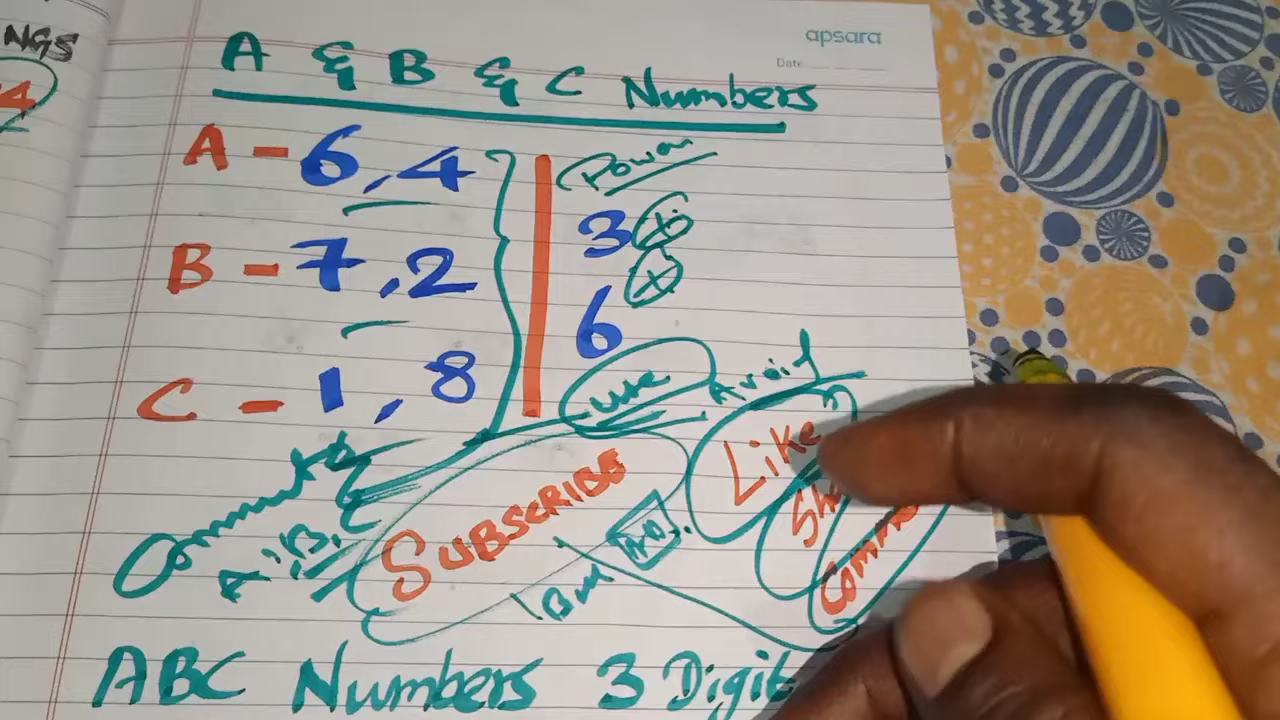 NGS
4
apsara
Date
A & B & C Numbers
A - 6, 4
Power
3
B - 7, 2
6
C - 1, 8
Avoid
Like
SUBSCRIBE
ABC Numbers 3 Digit